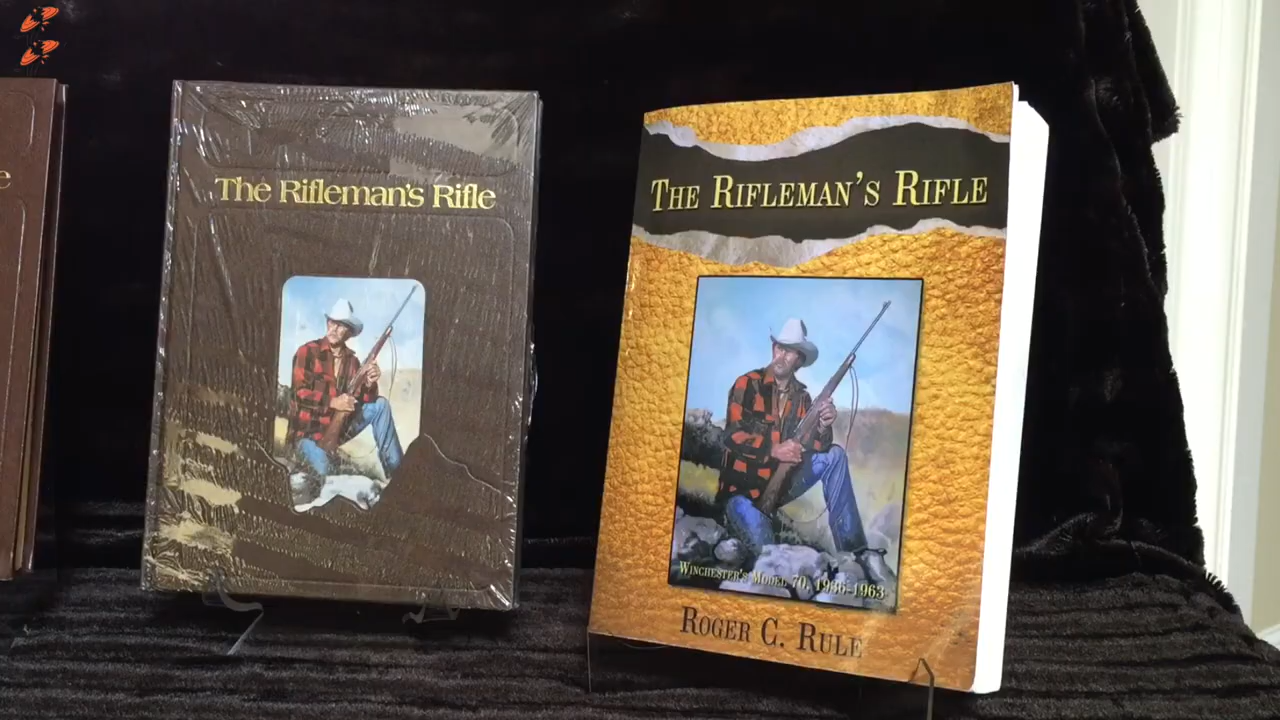 e
The Rifleman's Rifle
The Rifleman's Rifle
Winchester's Model 70, 1936-1963
Roger C. Rule